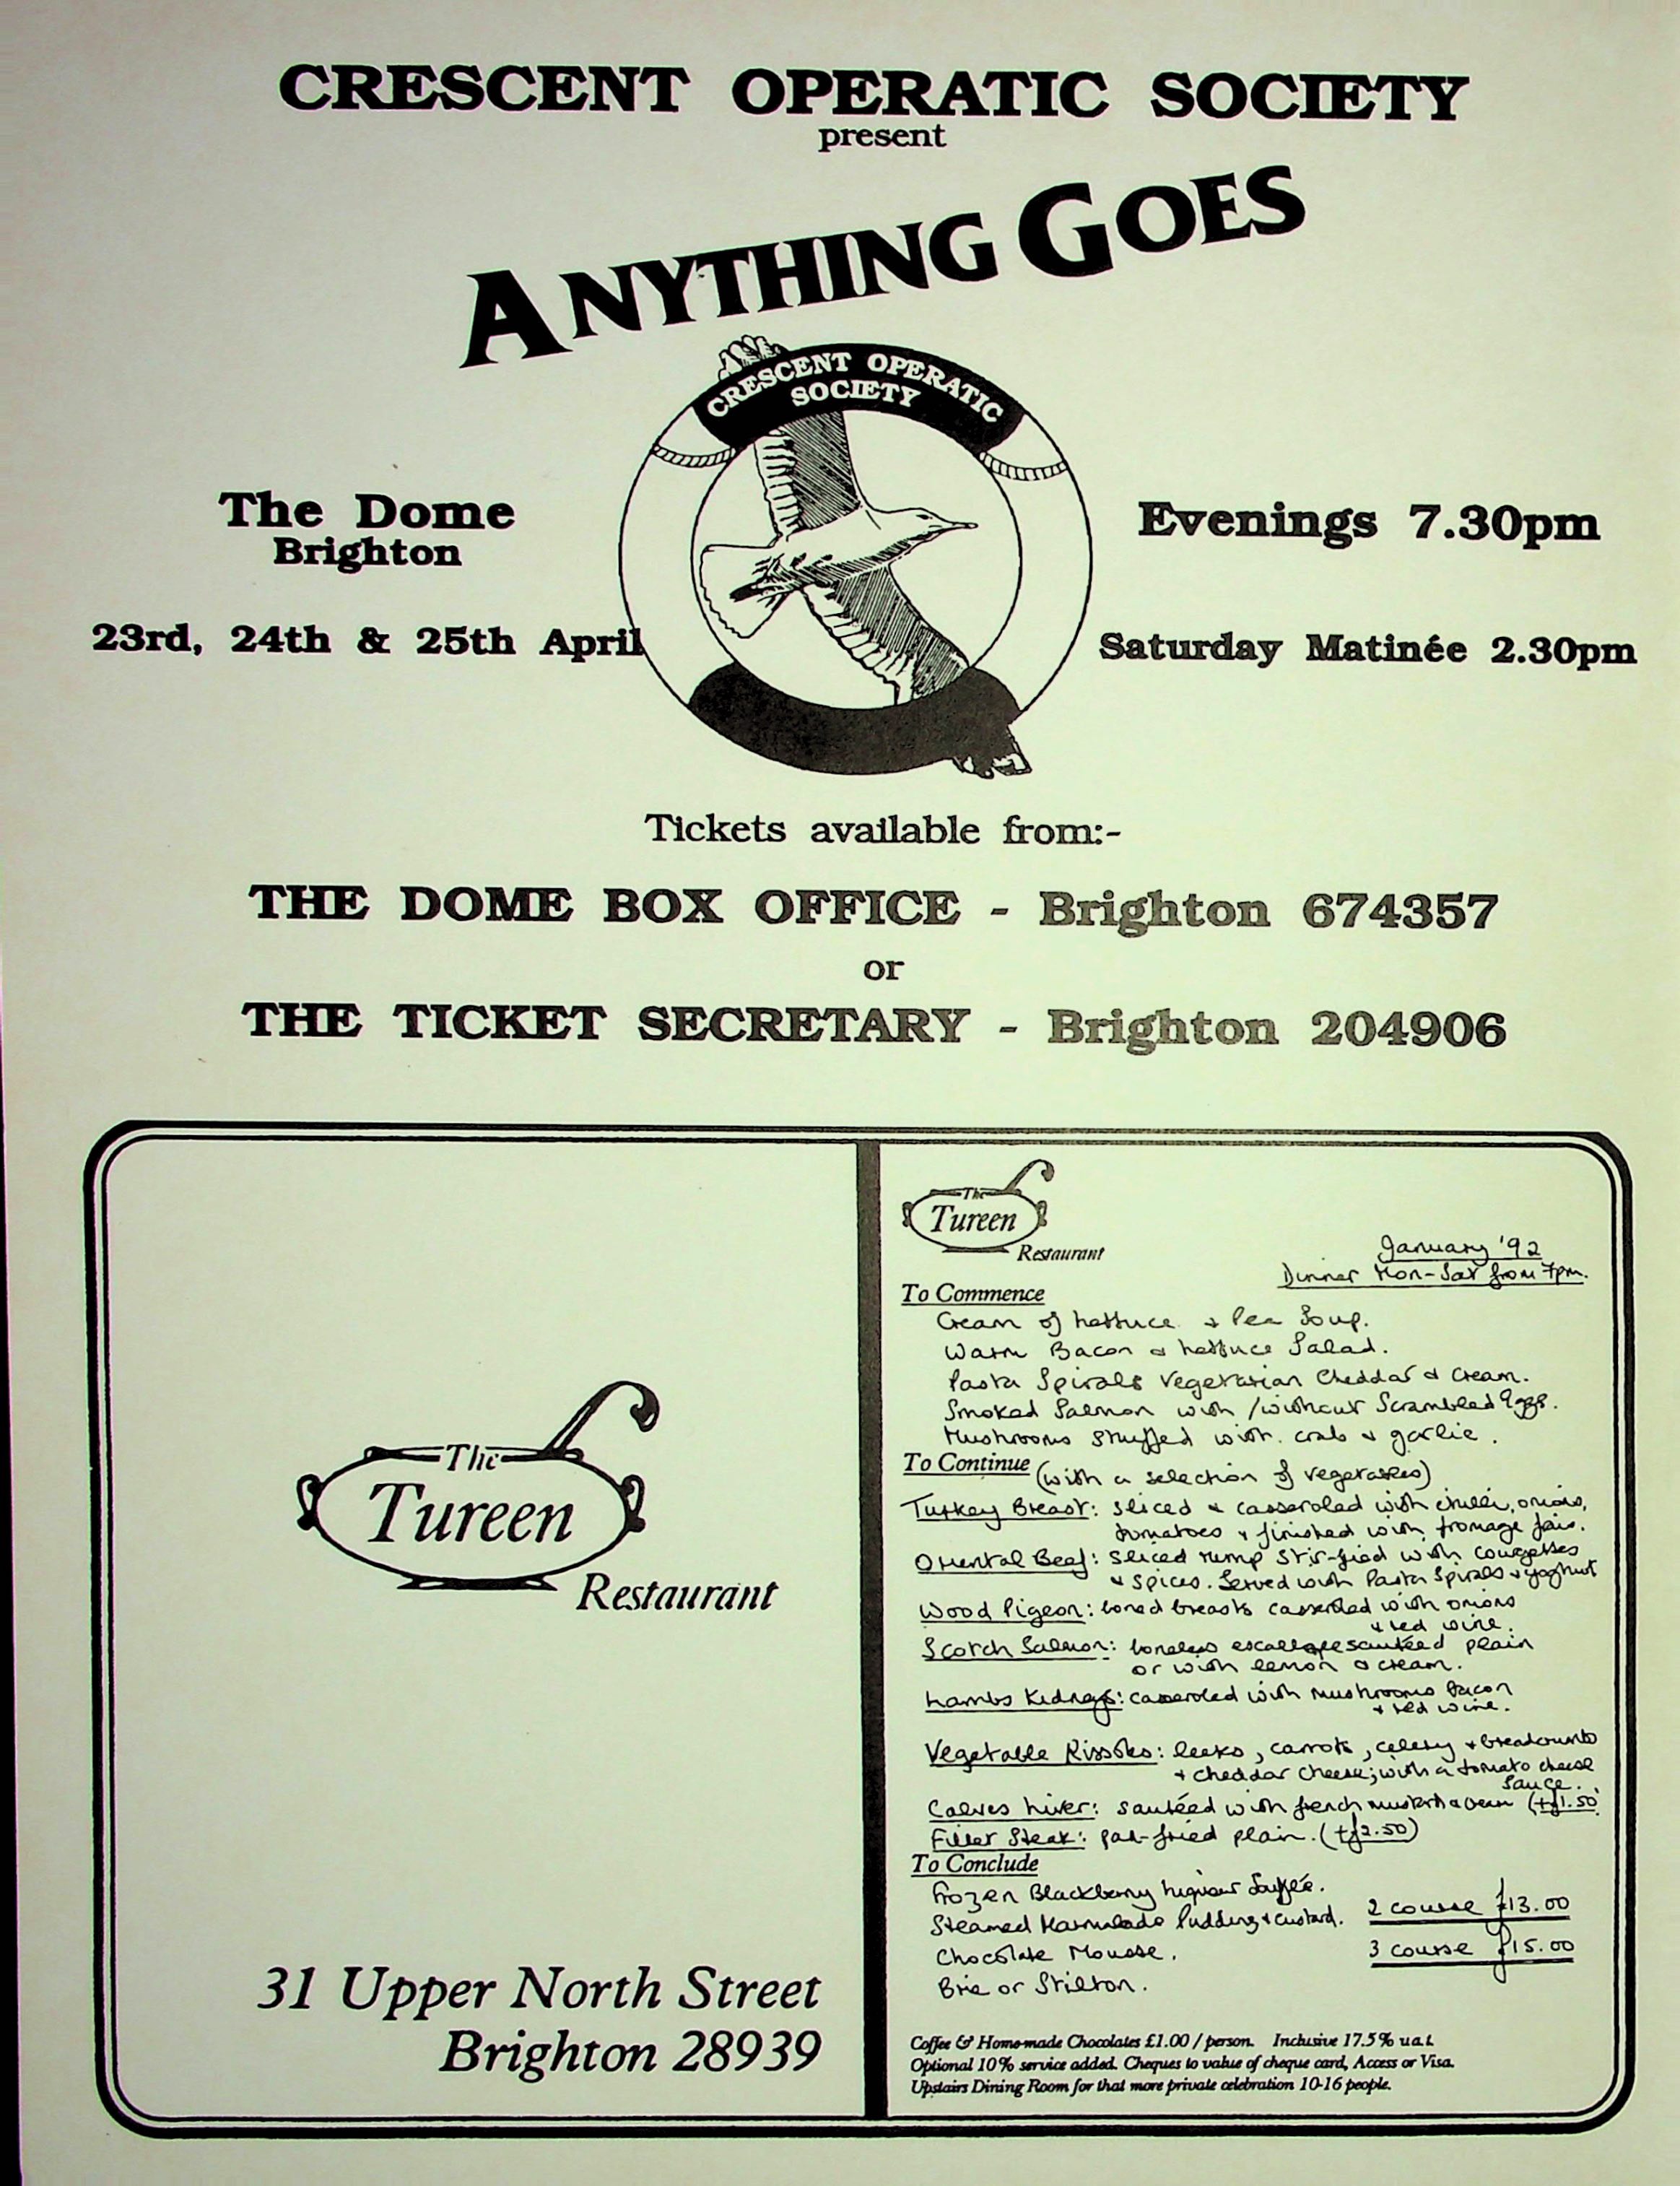 CRESCENT OPERATIC SOCIETY
present
ANYTHING GOES
CRESCENT OPERATIC
SOCIETY
The Dome
Brighton
23rd, 24th & 25th April
Evenings 7.30pm
Saturday Matinée 2.30pm
Tickets available from:-
THE DOME BOX OFFICE - Brighton 674357
or
THE TICKET SECRETARY - Brighton 204906
The
Tureen
Restaurant
31 Upper North Street
Brighton 28939
The
Tureen
Restaurant
January '92
Dinner Mon-Sat from 7pm.
To Commence
Cream of Lettuce & Pea Soup.
Warm Bacon & Lettuce Salad.
Pasta Spirals Vegetarian Cheddar & Cream.
Smoked Salmon with/without Scrambled Eggs.
Mushrooms Stuffed with crab & garlic.
To Continue (with a selection of vegetables)
Turkey Breast: sliced & casseroled with chilli, onions,
tomatoes & finished with fromage frais.
Oriental Beef: sliced rump stir-fried with courgettes
& spices. Served with Pasta Spirals & yoghurt
Wood Pigeon: boned breasts casseroled with onions
& red wine.
Scotch Salmon: boneless escalope sautéed plain
or with lemon & cream.
Lambs Kidneys: casseroled with mushrooms bacon
& red wine.
Vegetable Rissoles: leeks, carrots, celery & breadcrumbs
& cheddar cheese; with a tomato cheese
sauce.
Calves Liver: sautéed with french mustard & (+£1.50)
Fillet Steak: pan-fried plain. (+£2.50)
To Conclude
Frozen Blackberry Liqueur Soufflé.
Steamed Marmalade Pudding & custard.
Chocolate Mousse.
Brie or Stilton.
2 course £13.00
3 course £15.00
Coffee & Home-made Chocolates £1.00 / person. Inclusive 17.5% v.a.t.
Optional 10% service added. Cheques to value of cheque card, Access or Visa.
Upstairs Dining Room for that more private celebration 10-16 people.